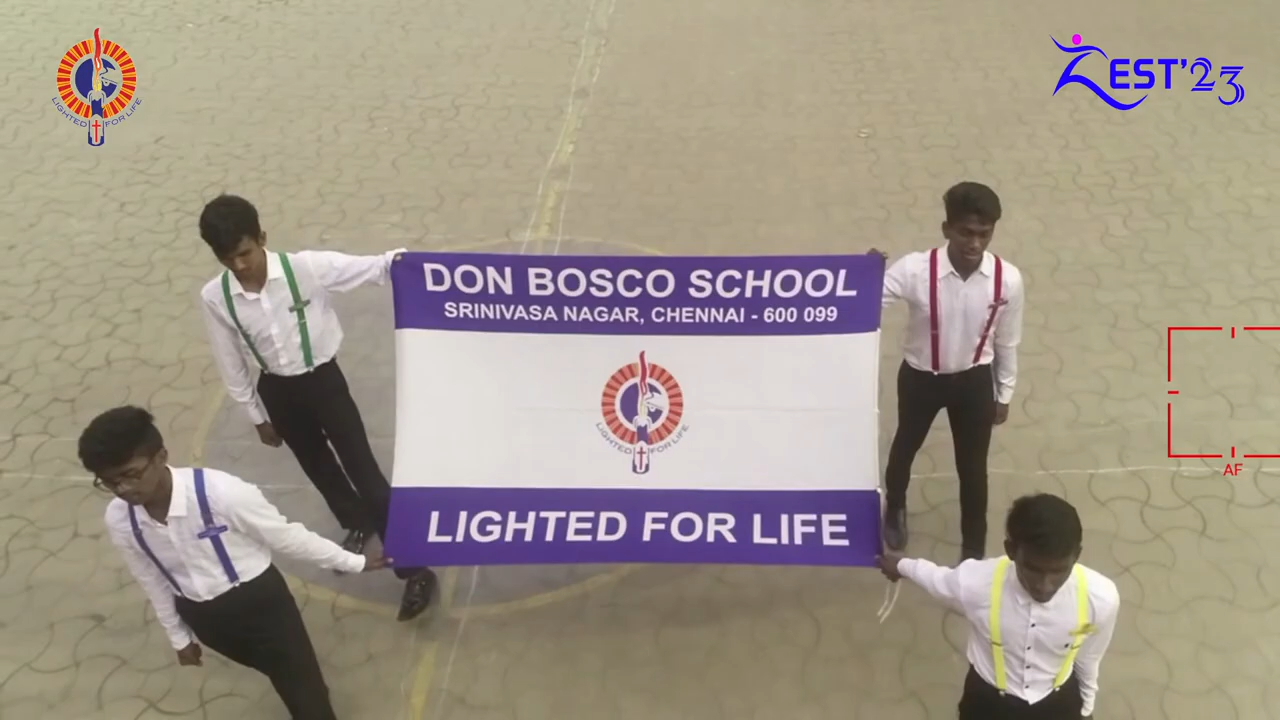 LIGHTED FOR LIFE
ZEST'23
DON BOSCO SCHOOL
SRINIVASA NAGAR, CHENNAI - 600 099
LIGHTED FOR LIFE
LIGHTED FOR LIFE
AF